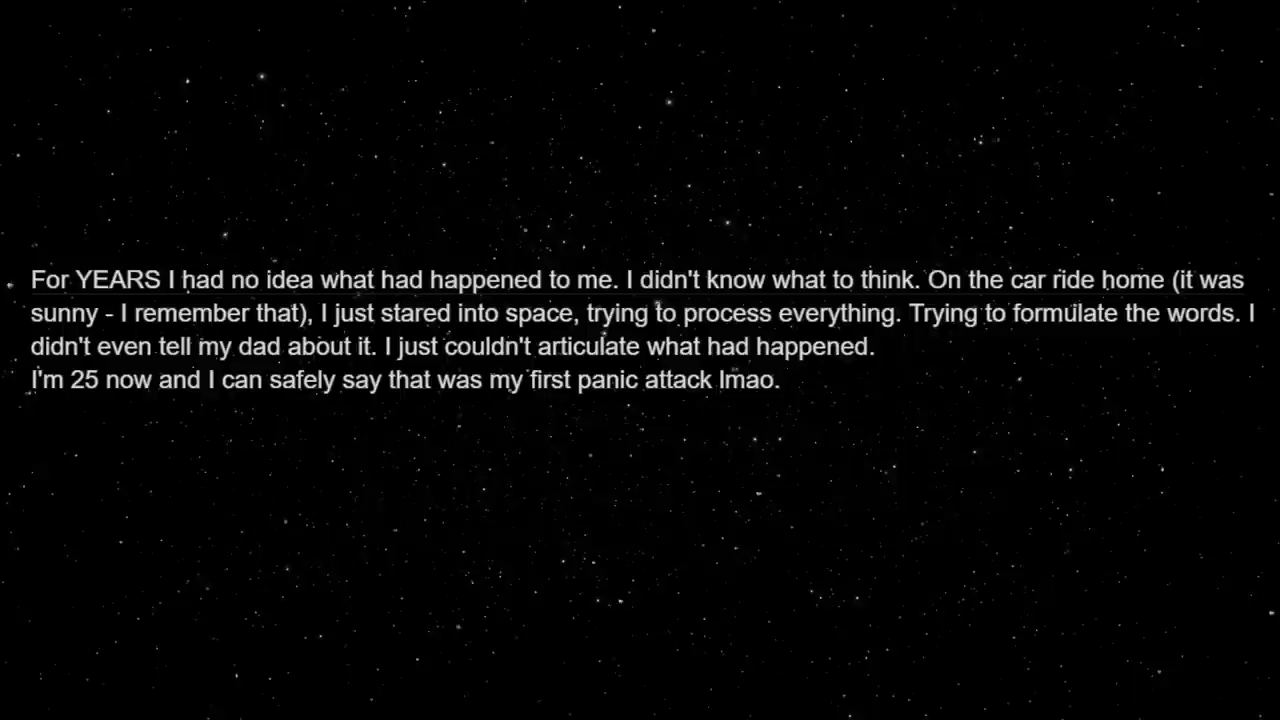 For YEARS I had no idea what had happened to me. I didn't know what to think. On the car ride home (it was
sunny - I remember that), I just stared into space, trying to process everything. Trying to formulate the words. I
didn't even tell my dad about it. I just couldn't articulate what had happened.
I'm 25 now and I can safely say that was my first panic attack lmao.